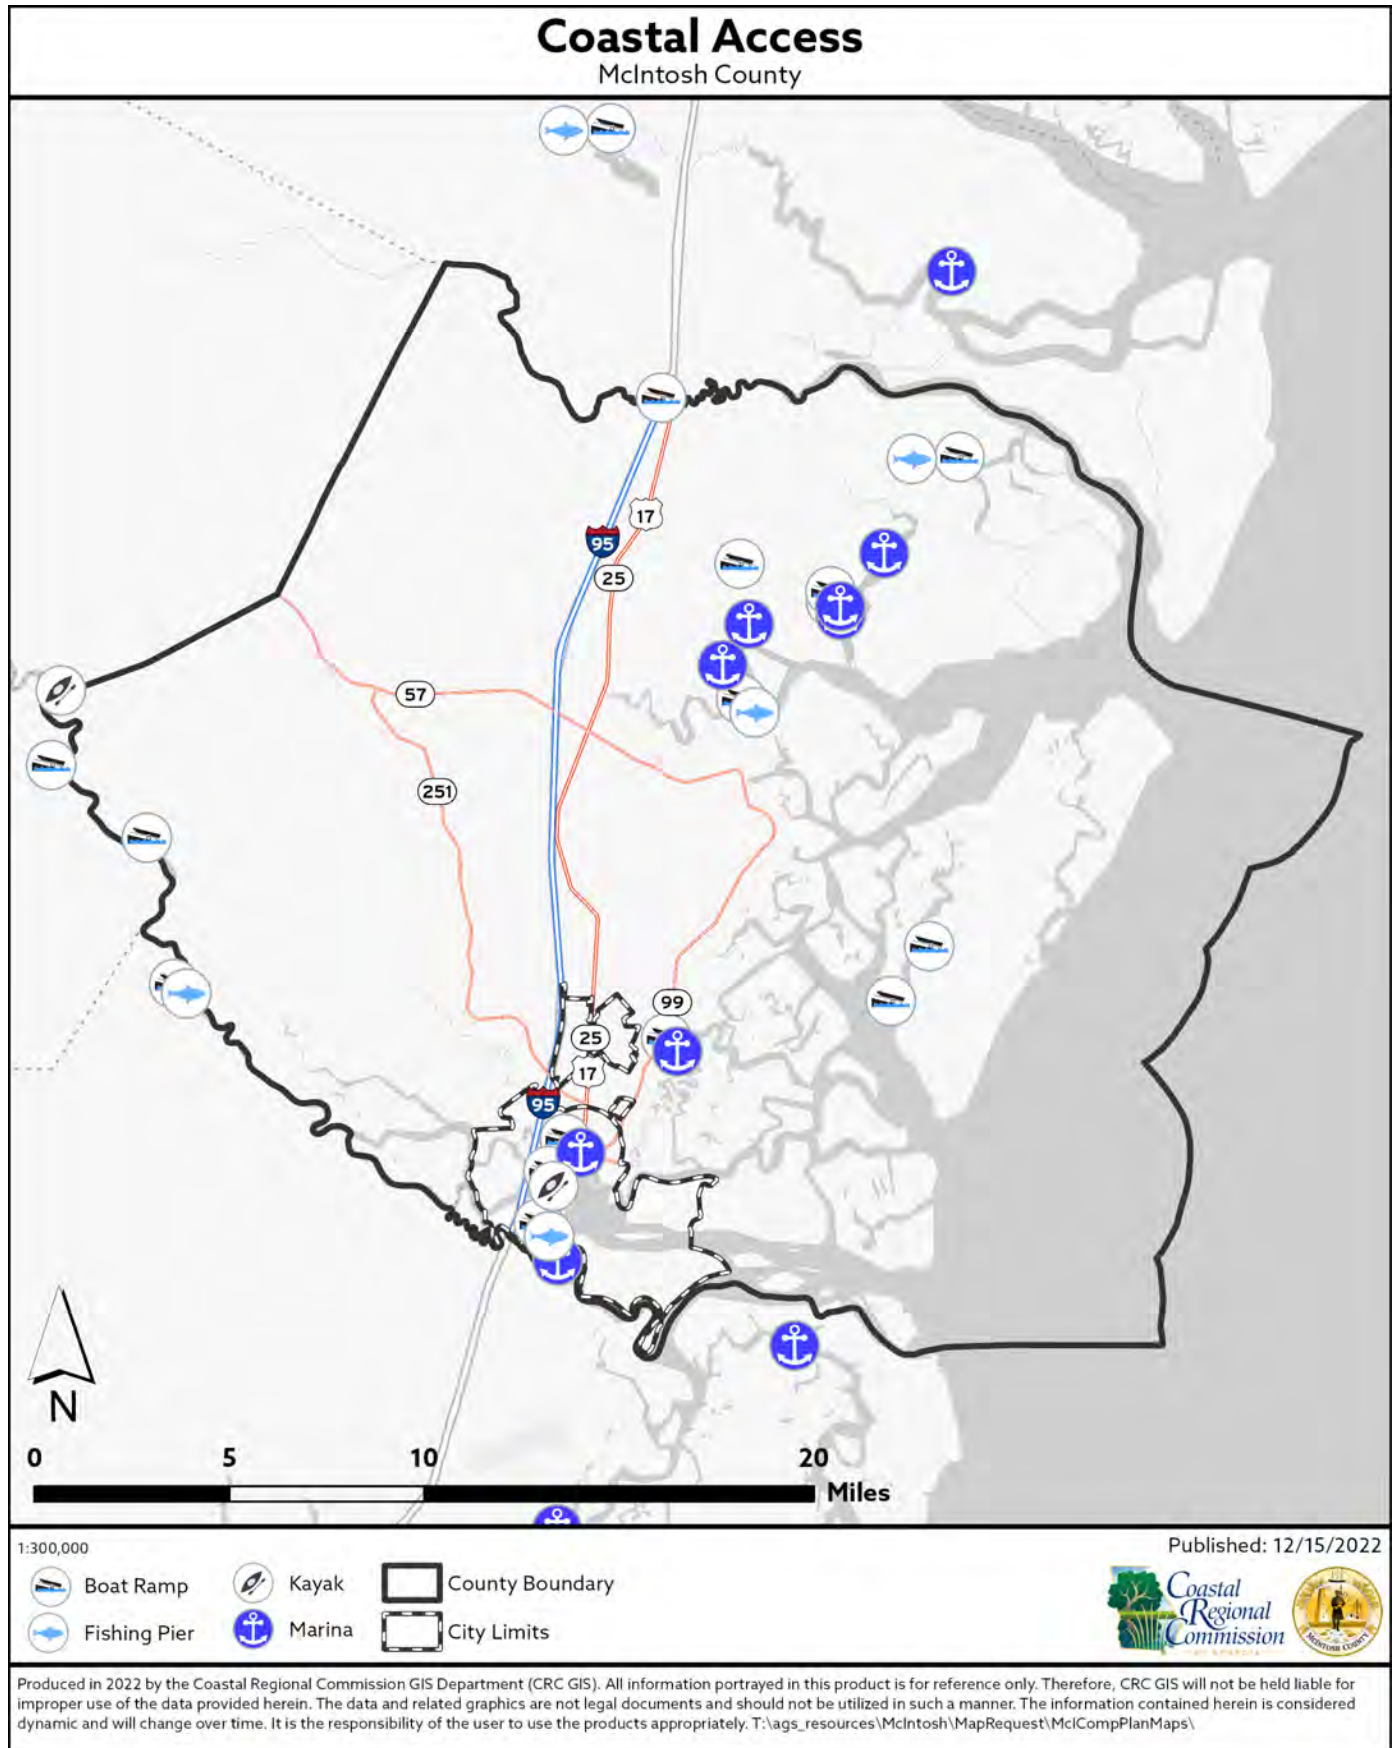 Coastal Access
McIntosh County
17
95
25
57
251
99
25
17
95
N
0 5 10 20
Miles
1:300,000
Published: 12/15/2022
Boat Ramp
Kayak
County Boundary
Fishing Pier
Marina
City Limits
Coastal
Regional
Commission
McINTOSH COUNTY
Produced in 2022 by the Coastal Regional Commission GIS Department (CRC GIS). All information portrayed in this product is for reference only. Therefore, CRC GIS will not be held liable for
improper use of the data provided herein. The data and related graphics are not legal documents and should not be utilized in such a manner. The information contained herein is considered
dynamic and will change over time. It is the responsibility of the user to use the products appropriately. T:\ags_resources\McIntosh\MapRequest\McICompPlanMaps\